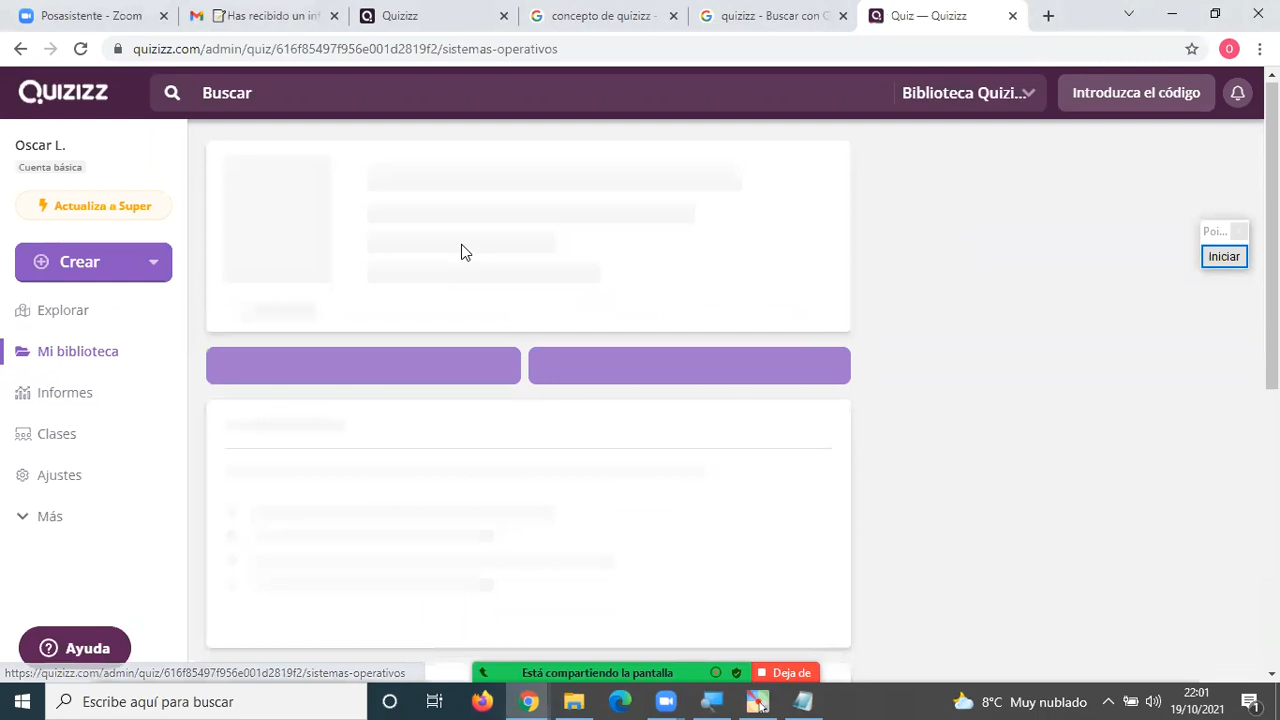 Posasistente - Zoom
Has recibido un in
Quizizz
concepto de quizizz -
quizizz - Buscar con G
Quiz — Quizizz
quizizz.com/admin/quiz/616f85497f956e001d2819f2/sistemas-operativos
O
Quizizz
Buscar
Biblioteca Quizi...
Introduzca el código
Oscar L.
Cuenta básica
Actualiza a Super
Crear
Explorar
Mi biblioteca
Informes
Clases
Ajustes
Más
Poi...
Iniciar
Ayuda
https://quizizz.com/admin/quiz/616f85497f956e001d2819f2/sistemas-operativos
Está compartiendo la pantalla
Deja de
Escribe aquí para buscar
8°C Muy nublado
22:01
19/10/2021
1